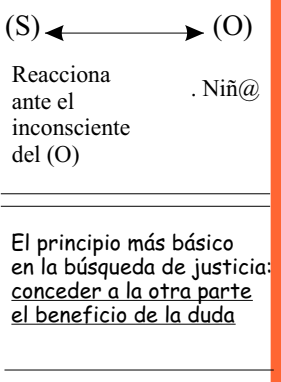 (S) (O)
Reacciona
ante el
inconsciente
del (O)
. Niñ@
El principio más básico
en la búsqueda de justicia:
conceder a la otra parte
el beneficio de la duda